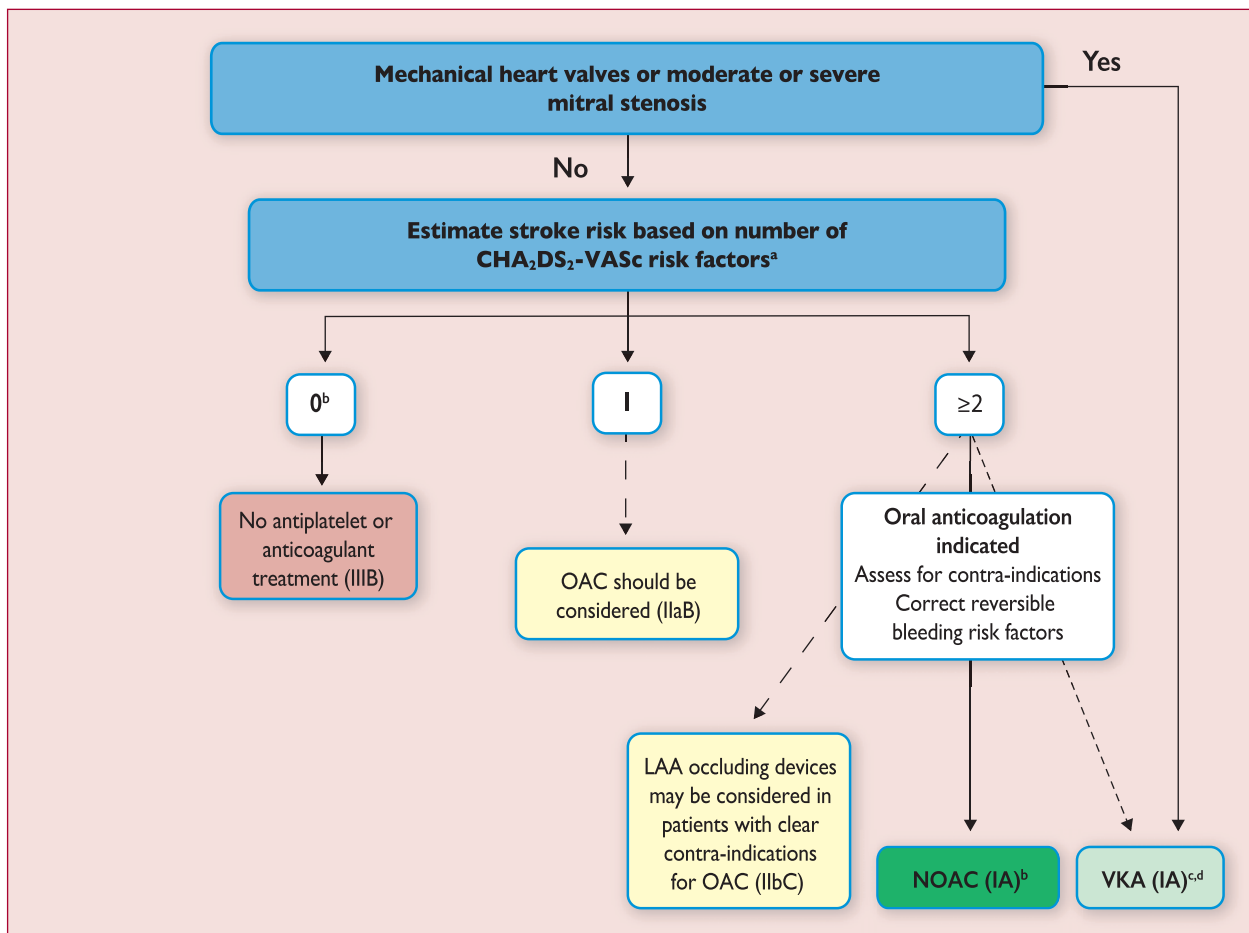 Mechanical heart valves or moderate or severe
mitral stenosis
Yes
No
Estimate stroke risk based on number of
CHA₂DS₂-VASc risk factorsᵃ
0ᵇ
1
≥2
No antiplatelet or
anticoagulant
treatment (IIIB)
OAC should be
considered (IIaB)
Oral anticoagulation
indicated
Assess for contra-indications
Correct reversible
bleeding risk factors
LAA occluding devices
may be considered in
patients with clear
contra-indications
for OAC (IIbC)
NOAC (IA)ᵇ
VKA (IA)ᶜ,ᵈ